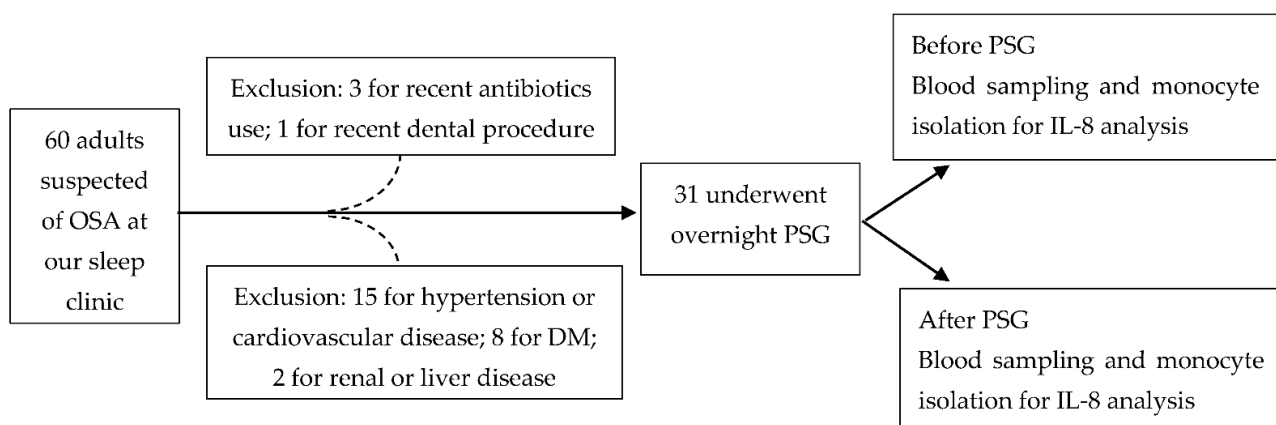 60 adults
suspected
of OSA at
our sleep
clinic
Exclusion: 3 for recent antibiotics
use; 1 for recent dental procedure
Exclusion: 15 for hypertension or
cardiovascular disease; 8 for DM;
2 for renal or liver disease
31 underwent
overnight PSG
Before PSG
Blood sampling and monocyte
isolation for IL-8 analysis
After PSG
Blood sampling and monocyte
isolation for IL-8 analysis